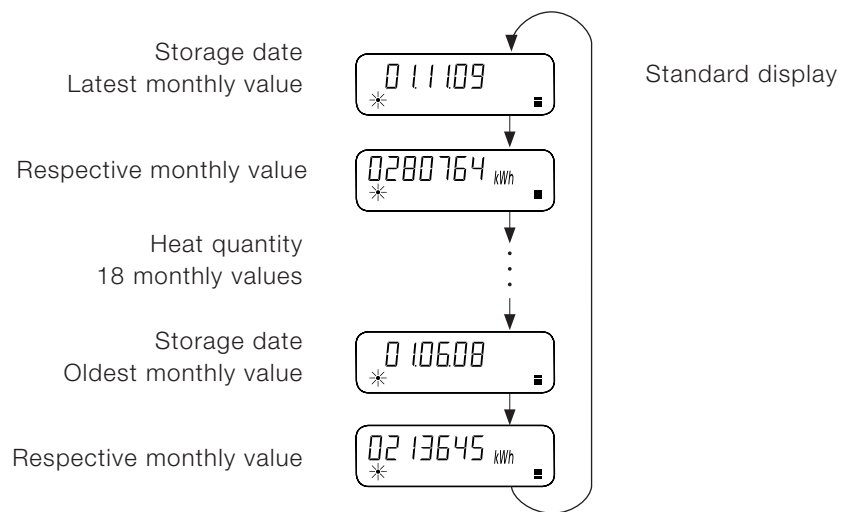 Storage date
Latest monthly value
01.11.09
Standard display
Respective monthly value
0280764 kWh
Heat quantity
18 monthly values
Storage date
Oldest monthly value
01.06.08
Respective monthly value
0213645 kWh